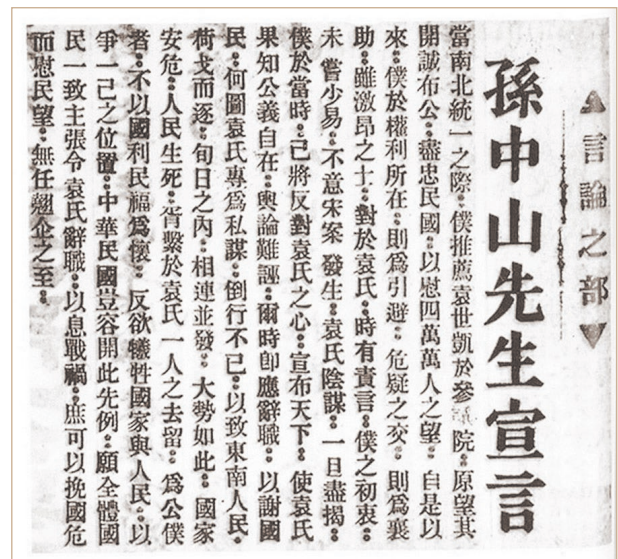 ▲言論之部▼
孫中山先生宣言
當南北統一之際。僕推薦袁世凱於參議院。原望其
開誠布公。盡忠民國。以慰四萬萬人之望。自是以
來。僕於權利所在。則爲引避。危疑之交。則爲襄
助。雖激昂之士。對於袁氏。時有責言。僕之初衷。
未嘗少易。不意宋案發生。袁氏陰謀。一旦盡揭。
僕於當時。已將反對袁氏之心。宣布天下。使袁氏
果知公義自在。輿論難誣。爾時卽應辭職。以謝國
民。何圖袁氏專爲私謀。倒行不已。以致東南人民。
荷戈而逐。旬日之內。相連並發。大勢如此。國家
安危。人民生死。胥繫於袁氏一人之去留。爲公僕
者。不以國利民福爲懷。反欲犧牲國家與人民。以
爭一己之位置。中華民國豈容開此先例。願全體國
民一致主張令袁氏辭職。以息戰禍。庶可以挽國危
而慰民望。無任翹企之至。